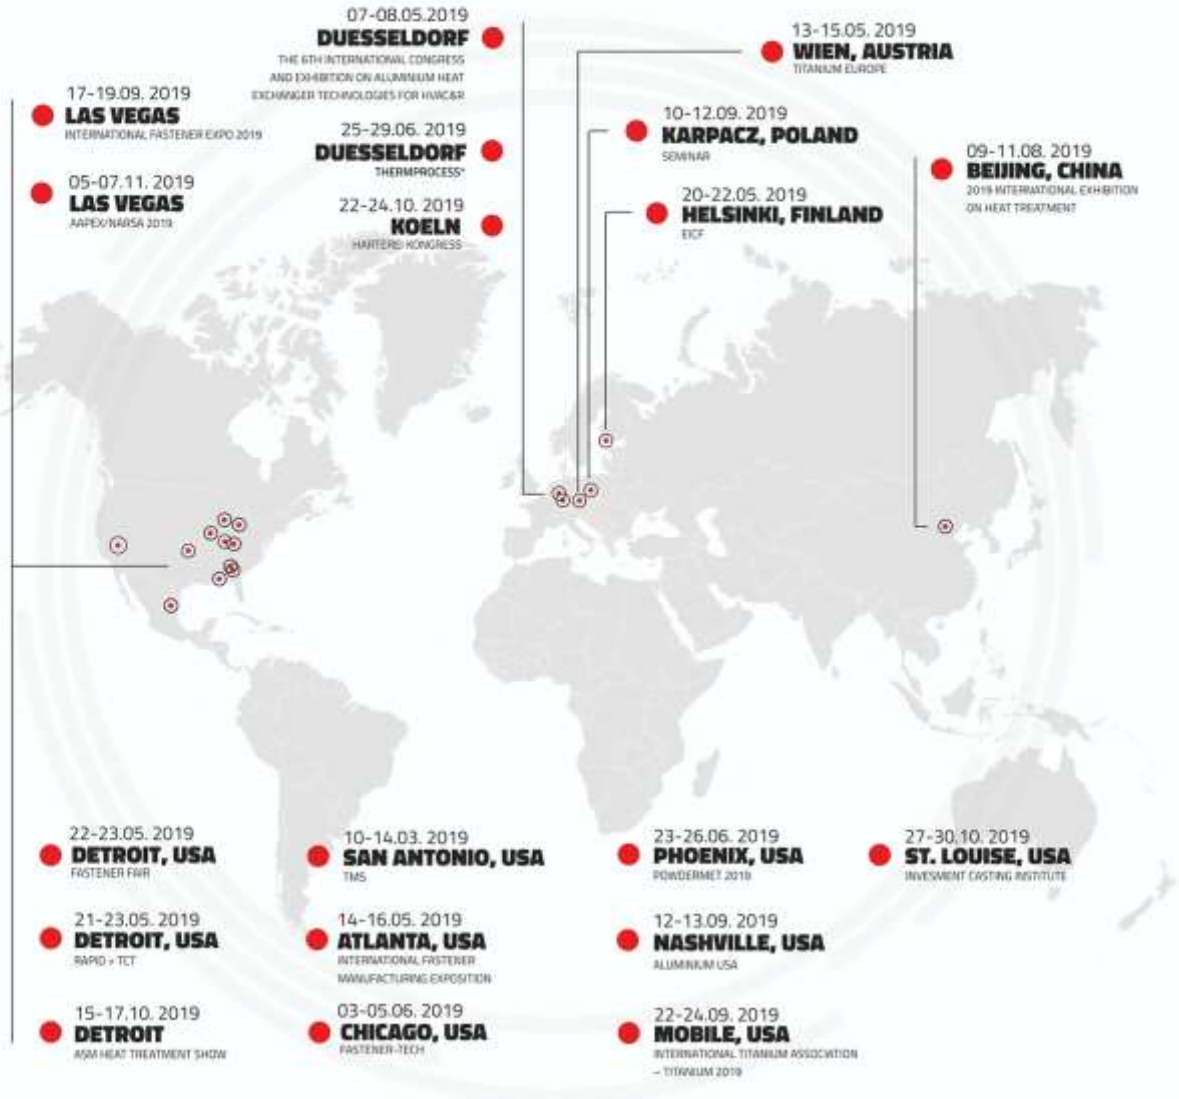 07-08.05.2019
DUESSELDORF
THE 6TH INTERNATIONAL CONGRESS
AND EXHIBITION ON ALUMINIUM HEAT
EXCHANGER TECHNOLOGIES FOR HVAC&R
13-15.05. 2019
WIEN, AUSTRIA
TITANIUM EUROPE
17-19.09. 2019
LAS VEGAS
INTERNATIONAL FASTENER EXPO 2019
25-29.06. 2019
DUESSELDORF
THERMPROCESS*
10-12.09. 2019
KARPACZ, POLAND
SEMINAR
09-11.08. 2019
BEIJING, CHINA
2019 INTERNATIONAL EXHIBITION
ON HEAT TREATMENT
05-07.11. 2019
LAS VEGAS
AAPEX/NARSA 2019
22-24.10. 2019
KOELN
HARTEREI KONGRESS
20-22.05. 2019
HELSINKI, FINLAND
EICF
22-23.05. 2019
DETROIT, USA
FASTENER FAIR
10-14.03. 2019
SAN ANTONIO, USA
TMS
23-26.06. 2019
PHOENIX, USA
POWDERMET 2019
27-30.10. 2019
ST. LOUISE, USA
INVESMENT CASTING INSTITUTE
21-23.05. 2019
DETROIT, USA
RAPID + TCT
14-16.05. 2019
ATLANTA, USA
INTERNATIONAL FASTENER
MANUFACTURING EXPOSITION
12-13.09. 2019
NASHVILLE, USA
ALUMINIUM USA
15-17.10. 2019
DETROIT
ASM HEAT TREATMENT SHOW
03-05.06. 2019
CHICAGO, USA
FASTENER-TECH
22-24.09. 2019
MOBILE, USA
INTERNATIONAL TITANIUM ASSOCIATION
– TITANIUM 2019